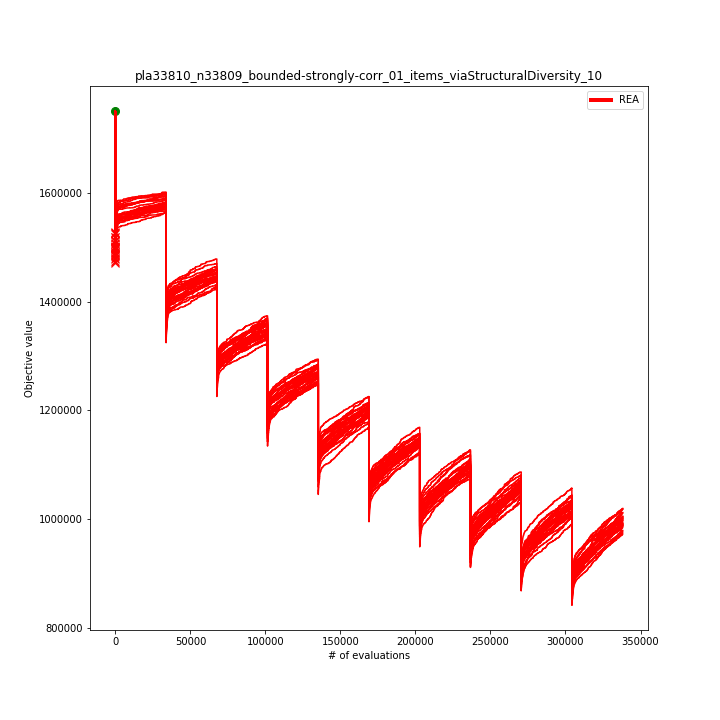 pla33810_n33809_bounded-strongly-corr_01_items_viaStructuralDiversity_10
REA
1600000
1400000
1200000
1000000
800000
Objective value
0 50000 100000 150000 200000 250000 300000 350000
# of evaluations